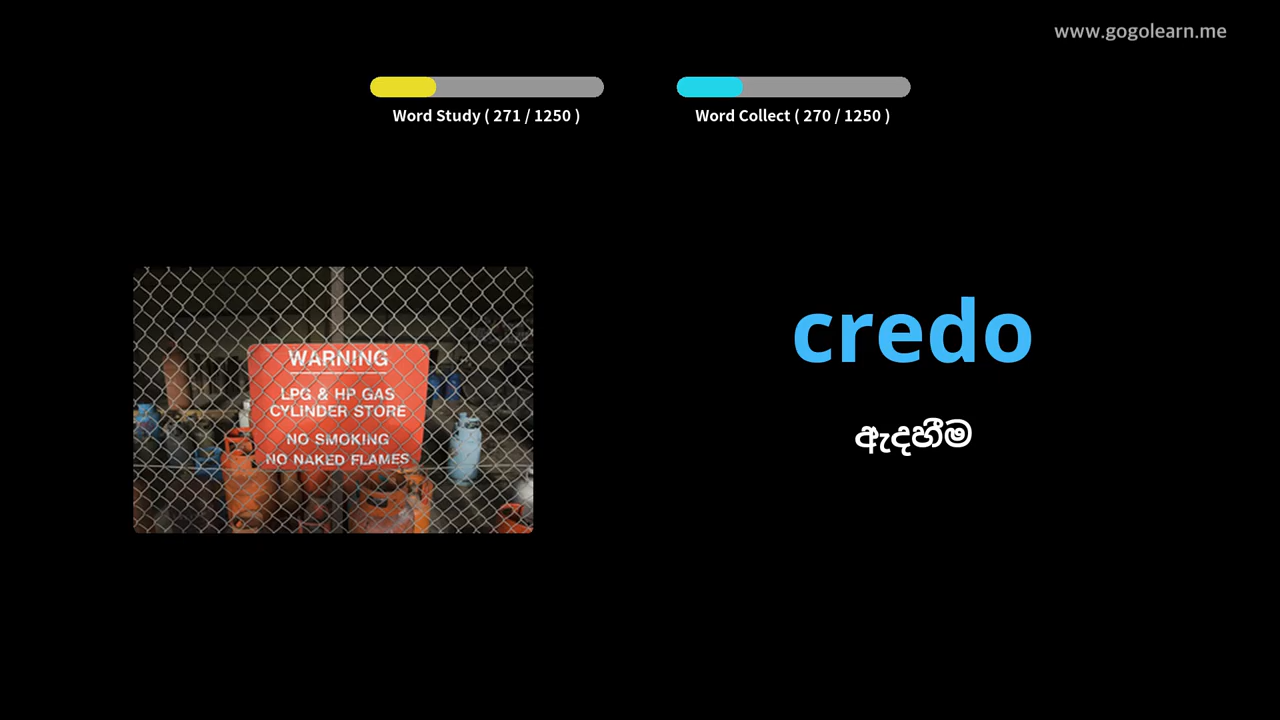 www.gogolearn.me
Word Study ( 271 / 1250 )
Word Collect ( 270 / 1250 )
WARNING
LPG & HP GAS
CYLINDER STORE
NO SMOKING
NO NAKED FLAMES
credo
ඇදහීම